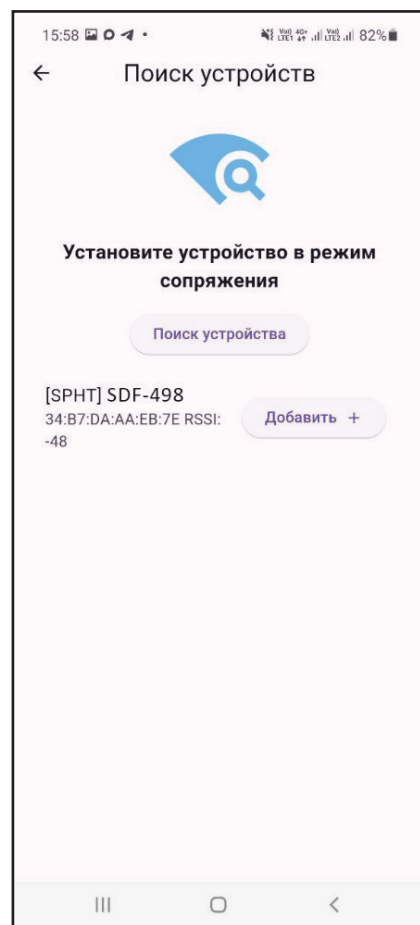 15:58 82%
Поиск устройств
Установите устройство в режим
сопряжения
Поиск устройства
[SPHT] SDF-498
34:B7:DA:AA:EB:7E RSSI:
-48
Добавить +